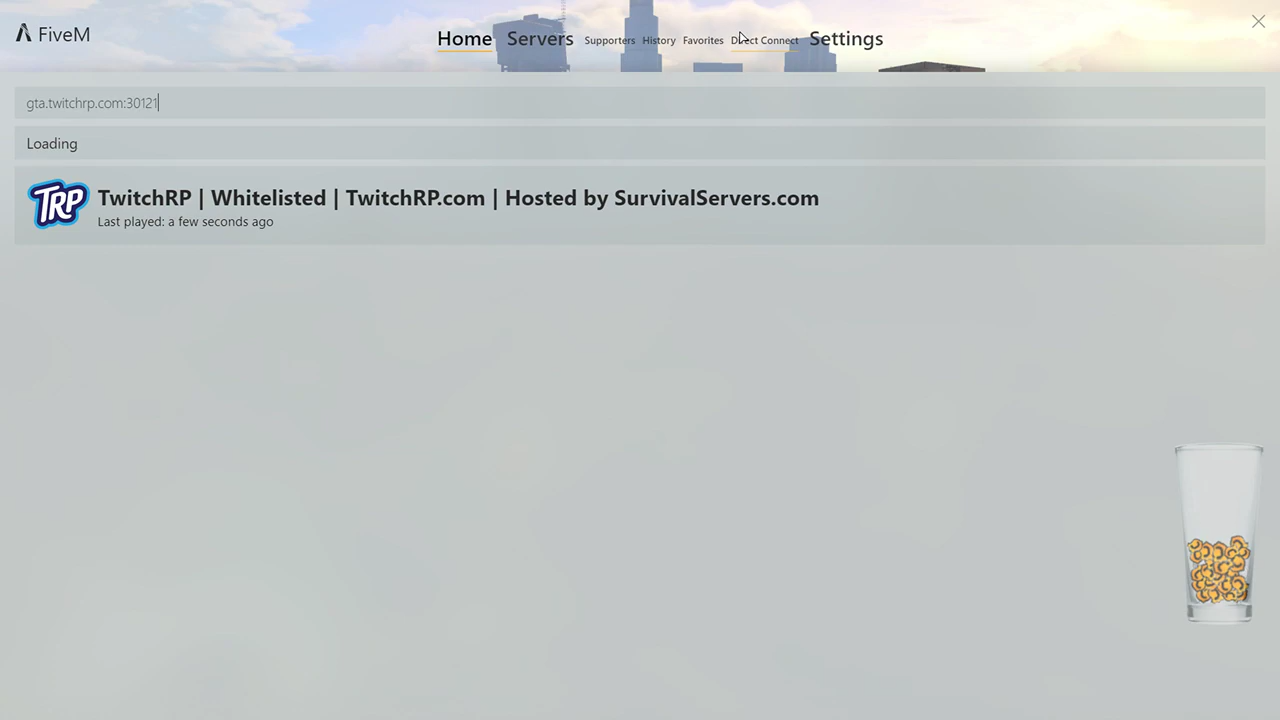 FiveM
Home Servers Supporters History Favorites Direct Connect Settings
gta.twitchrp.com:30121
Loading
TRP
TwitchRP | Whitelisted | TwitchRP.com | Hosted by SurvivalServers.com
Last played: a few seconds ago